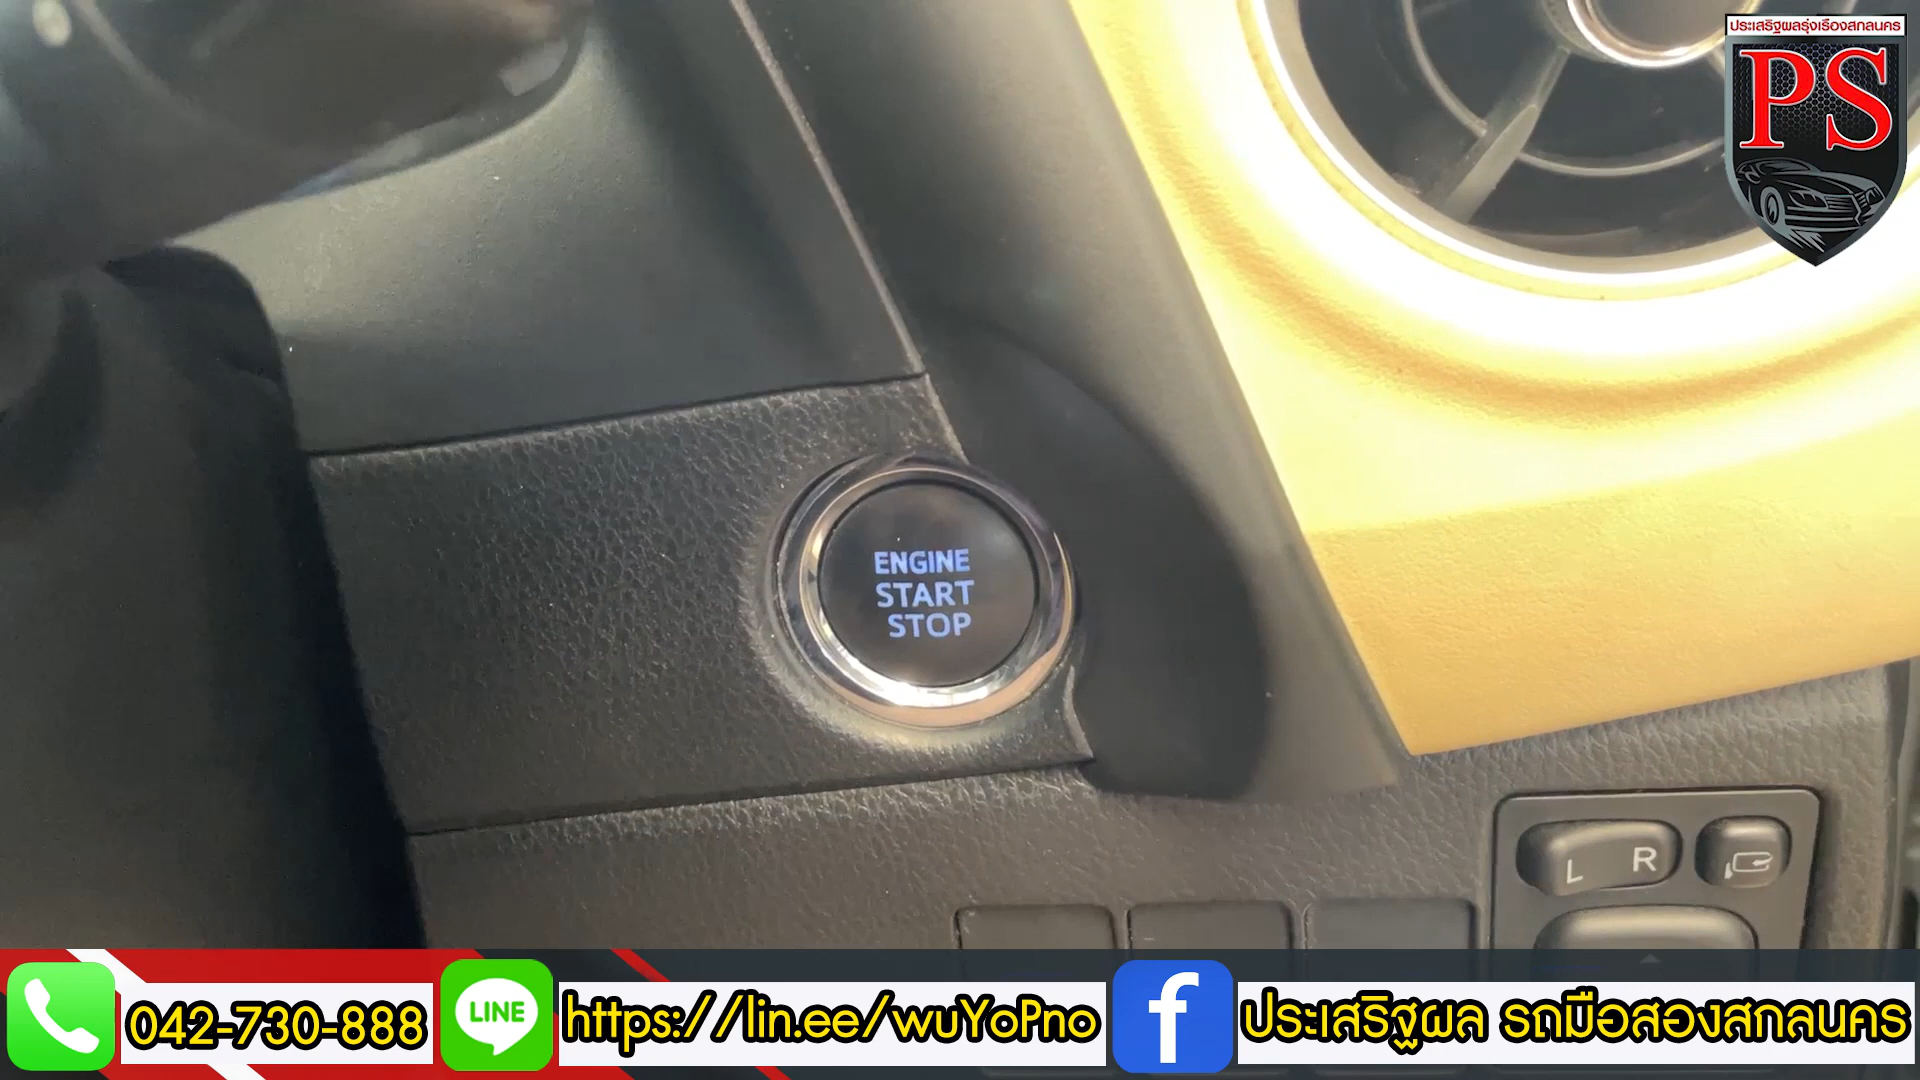 ประเสริฐผลรุ่งเรืองสกลนคร
PS
ENGINE
START
STOP
L R
042-730-888
LINE
https://lin.ee/wuYoPno
f
ประเสริฐผล รถมือสองสกลนคร